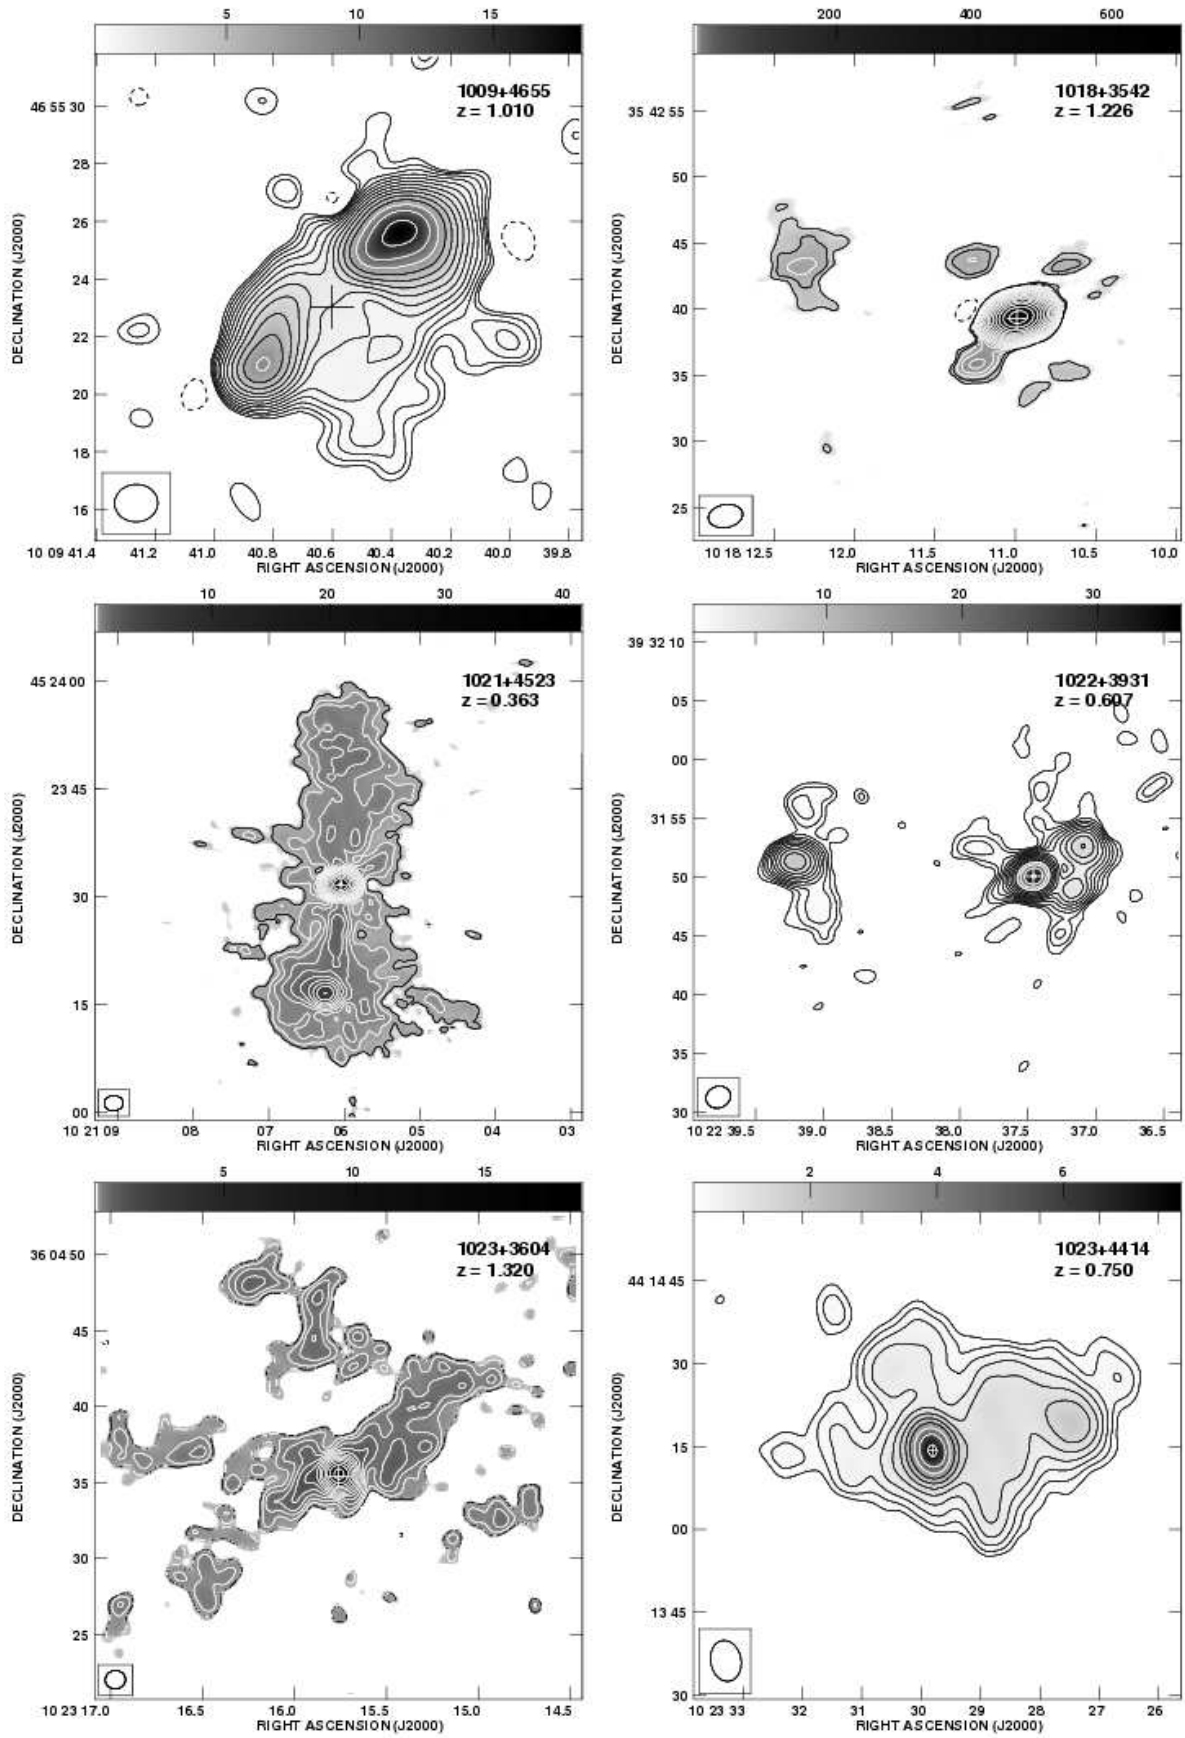 5 10 15
1009+4655
z = 1.010
46 55 30
28
26
24
22
20
18
16
DECLINATION (J2000)
10 09 41.4 41.2 41.0 40.8 40.6 40.4 40.2 40.0 39.8
RIGHT ASCENSION (J2000)
200 400 600
1018+3542
z = 1.226
35 42 55
50
45
40
35
30
25
DECLINATION (J2000)
10 18 12.5 12.0 11.5 11.0 10.5 10.0
RIGHT ASCENSION (J2000)
10 20 30 40
1021+4523
z = 0.363
45 24 00
23 45
30
15
00
DECLINATION (J2000)
10 21 09 08 07 06 05 04 03
RIGHT ASCENSION (J2000)
10 20 30
1022+3931
z = 0.607
39 32 10
05
00
31 55
50
45
40
35
30
DECLINATION (J2000)
10 22 39.5 39.0 38.5 38.0 37.5 37.0 36.5
RIGHT ASCENSION (J2000)
5 10 15
1023+3604
z = 1.320
36 04 50
45
40
35
30
25
DECLINATION (J2000)
10 23 17.0 16.5 16.0 15.5 15.0 14.5
RIGHT ASCENSION (J2000)
2 4 6
1023+4414
z = 0.750
44 14 45
30
15
00
13 45
30
DECLINATION (J2000)
10 23 33 32 31 30 29 28 27 26
RIGHT ASCENSION (J2000)